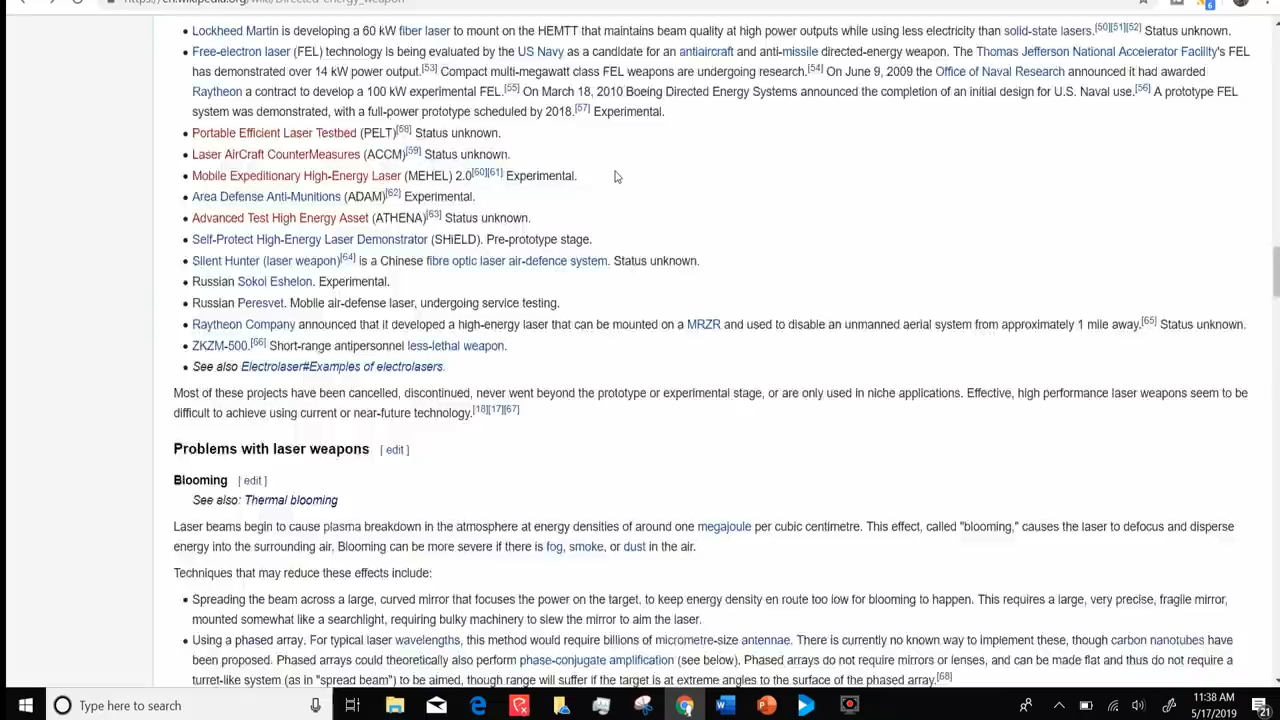 https://en.wikipedia.org/wiki/Directed-energy_weapon
6
• Lockheed Martin is developing a 60 kW fiber laser to mount on the HEMTT that maintains beam quality at high power outputs while using less electricity than solid-state lasers.[50][51][52] Status unknown.
• Free-electron laser (FEL) technology is being evaluated by the US Navy as a candidate for an antiaircraft and anti-missile directed-energy weapon. The Thomas Jefferson National Accelerator Facility's FEL
has demonstrated over 14 kW power output.[53] Compact multi-megawatt class FEL weapons are undergoing research.[54] On June 9, 2009 the Office of Naval Research announced it had awarded
Raytheon a contract to develop a 100 kW experimental FEL.[55] On March 18, 2010 Boeing Directed Energy Systems announced the completion of an initial design for U.S. Naval use.[56] A prototype FEL
system was demonstrated, with a full-power prototype scheduled by 2018.[57] Experimental.
• Portable Efficient Laser Testbed (PELT)[58] Status unknown.
• Laser AirCraft CounterMeasures (ACCM)[59] Status unknown.
• Mobile Expeditionary High-Energy Laser (MEHEL) 2.0[60][61] Experimental.
• Area Defense Anti-Munitions (ADAM)[62] Experimental.
• Advanced Test High Energy Asset (ATHENA)[63] Status unknown.
• Self-Protect High-Energy Laser Demonstrator (SHiELD). Pre-prototype stage.
• Silent Hunter (laser weapon)[64] is a Chinese fibre optic laser air-defence system. Status unknown.
• Russian Sokol Eshelon. Experimental.
• Russian Peresvet. Mobile air-defense laser, undergoing service testing.
• Raytheon Company announced that it developed a high-energy laser that can be mounted on a MRZR and used to disable an unmanned aerial system from approximately 1 mile away.[65] Status unknown.
• ZKZM-500.[66] Short-range antipersonnel less-lethal weapon.
• See also Electrolaser#Examples of electrolasers.
Most of these projects have been cancelled, discontinued, never went beyond the prototype or experimental stage, or are only used in niche applications. Effective, high performance laser weapons seem to be
difficult to achieve using current or near-future technology.[18][17][67]
Problems with laser weapons [ edit ]
Blooming [ edit ]
See also: Thermal blooming
Laser beams begin to cause plasma breakdown in the atmosphere at energy densities of around one megajoule per cubic centimetre. This effect, called "blooming," causes the laser to defocus and disperse
energy into the surrounding air. Blooming can be more severe if there is fog, smoke, or dust in the air.
Techniques that may reduce these effects include:
• Spreading the beam across a large, curved mirror that focuses the power on the target, to keep energy density en route too low for blooming to happen. This requires a large, very precise, fragile mirror,
mounted somewhat like a searchlight, requiring bulky machinery to slew the mirror to aim the laser.
• Using a phased array. For typical laser wavelengths, this method would require billions of micrometre-size antennae. There is currently no known way to implement these, though carbon nanotubes have
been proposed. Phased arrays could theoretically also perform phase-conjugate amplification (see below). Phased arrays do not require mirrors or lenses, and can be made flat and thus do not require a
turret-like system (as in "spread beam") to be aimed, though range will suffer if the target is at extreme angles to the surface of the phased array.[68]
Type here to search
11:38 AM
5/17/2019
21